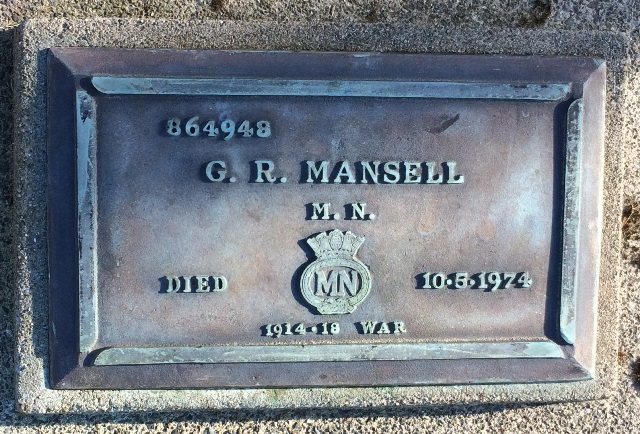 864948
G. R. MANSELL
M. N.
MN
DIED 10.5.1974
1914-18 WAR